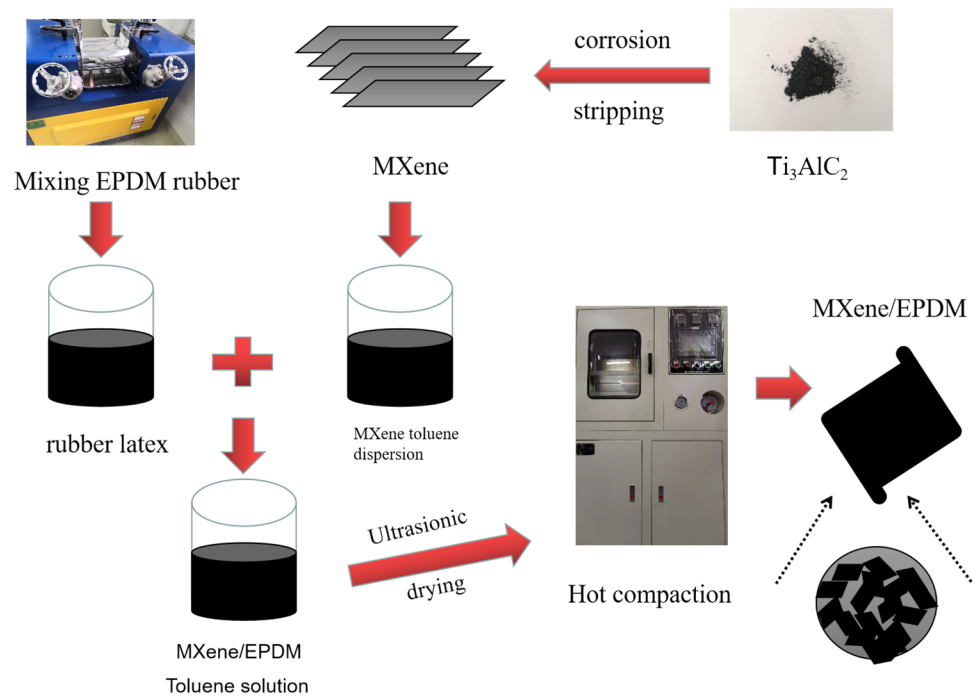 corrosion
stripping
Mixing EPDM rubber
MXene
Ti₃AlC₂
rubber latex
MXene toluene
dispersion
MXene/EPDM
Ultrasionic
drying
Hot compaction
MXene/EPDM
Toluene solution